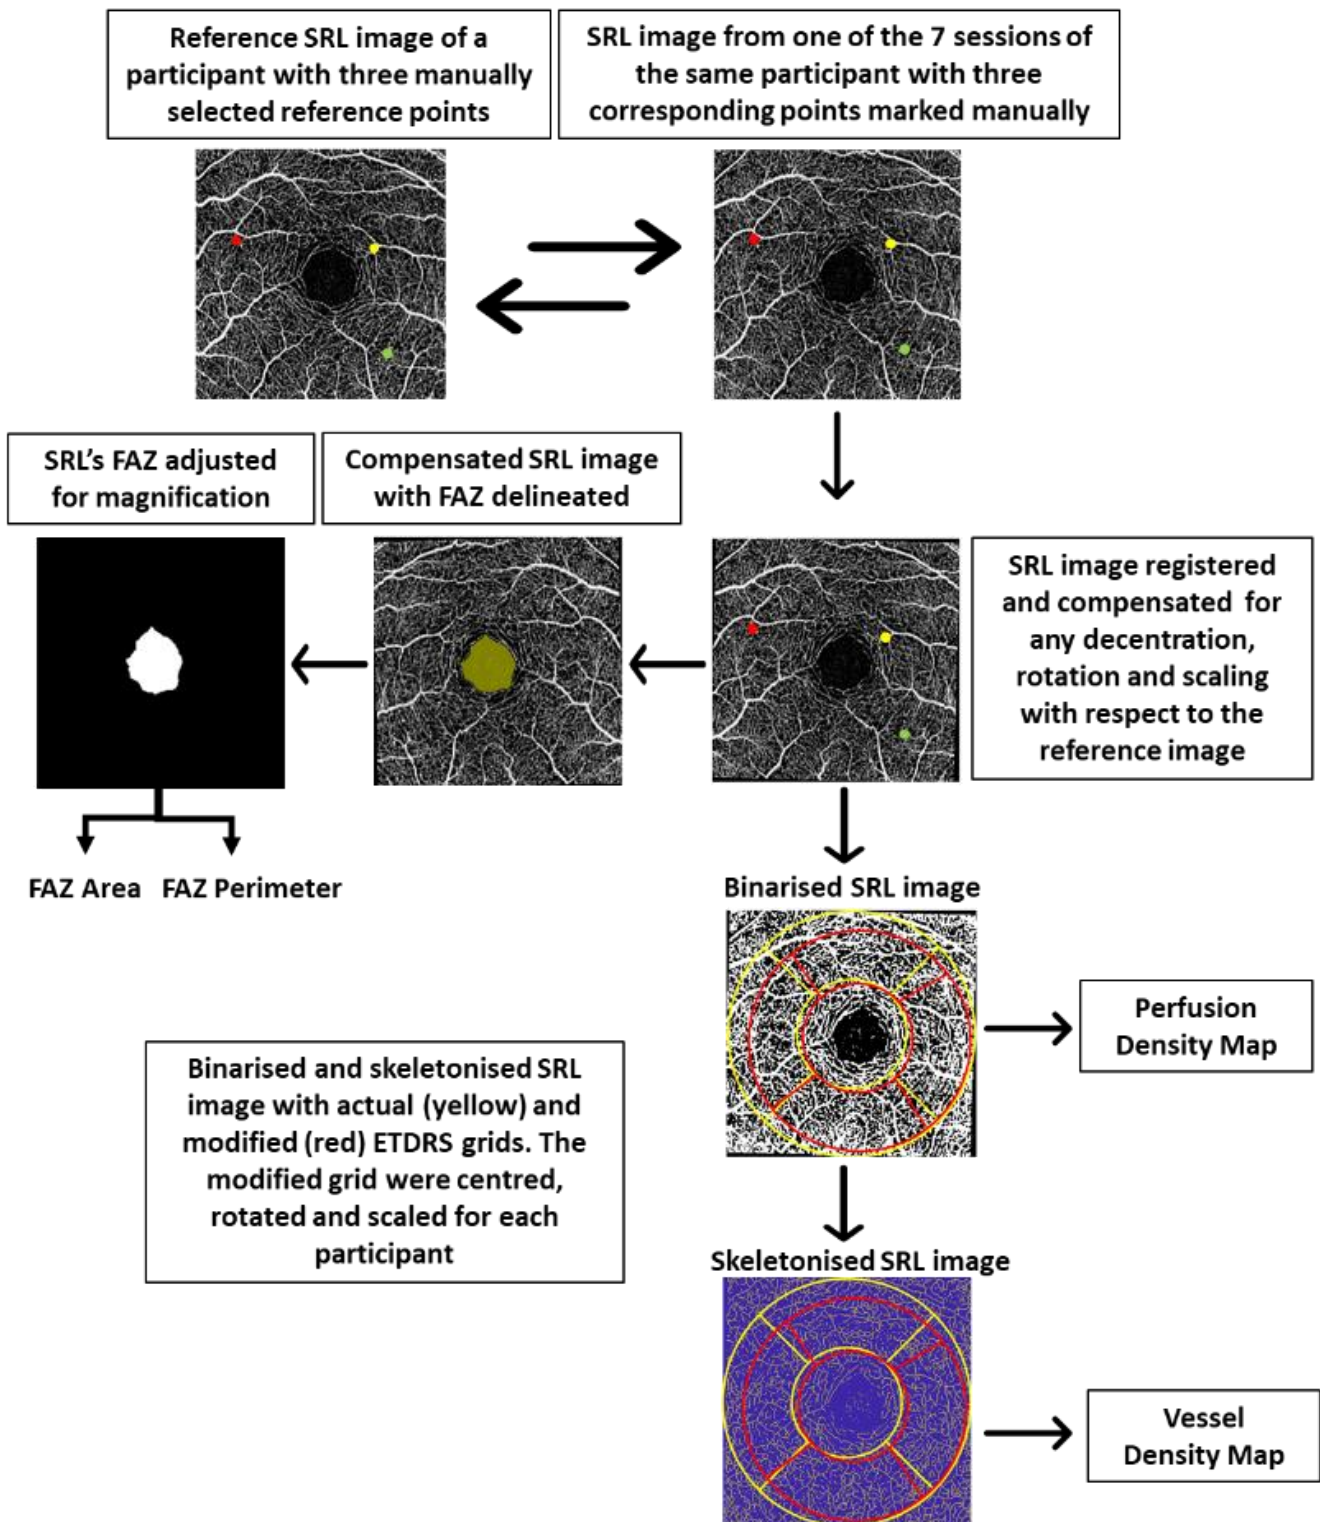 Reference SRL image of a
participant with three manually
selected reference points
SRL image from one of the 7 sessions of
the same participant with three
corresponding points marked manually
SRL's FAZ adjusted
for magnification
Compensated SRL image
with FAZ delineated
SRL image registered
and compensated for
any decentration,
rotation and scaling
with respect to the
reference image
FAZ Area
FAZ Perimeter
Binarised SRL image
Perfusion
Density Map
Binarised and skeletonised SRL
image with actual (yellow) and
modified (red) ETDRS grids. The
modified grid were centred,
rotated and scaled for each
participant
Skeletonised SRL image
Vessel
Density Map